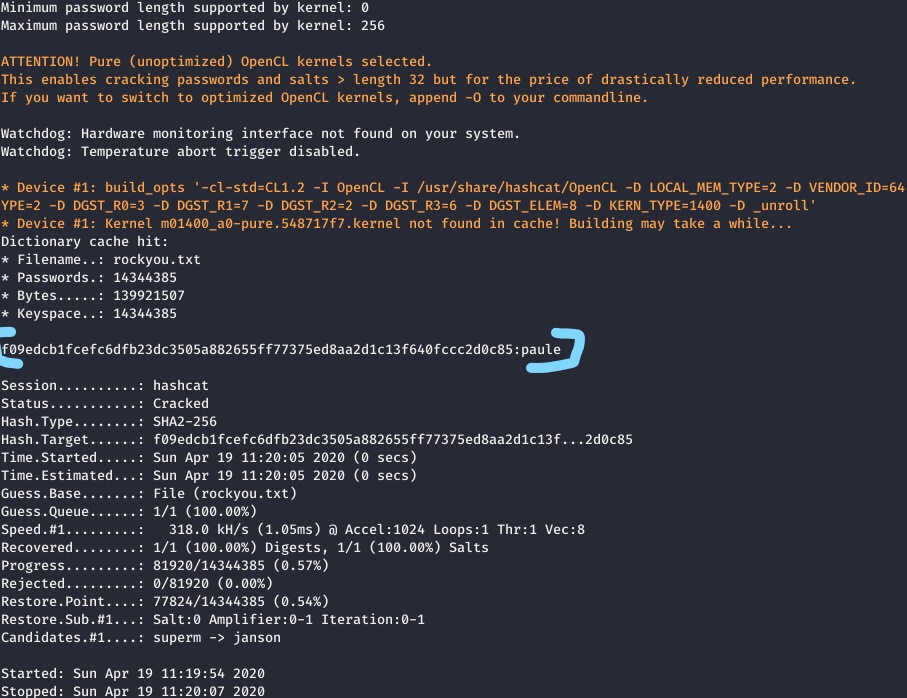 Minimum password length supported by kernel: 0
Maximum password length supported by kernel: 256
ATTENTION! Pure (unoptimized) OpenCL kernels selected.
This enables cracking passwords and salts > length 32 but for the price of drastically reduced performance.
If you want to switch to optimized OpenCL kernels, append -O to your commandline.
Watchdog: Hardware monitoring interface not found on your system.
Watchdog: Temperature abort trigger disabled.
* Device #1: build_opts '-cl-std=CL1.2 -I OpenCL -I /usr/share/hashcat/OpenCL -D LOCAL_MEM_TYPE=2 -D VENDOR_ID=64
YPE=2 -D DGST_R0=3 -D DGST_R1=7 -D DGST_R2=2 -D DGST_R3=6 -D DGST_ELEM=8 -D KERN_TYPE=1400 -D _unroll'
* Device #1: Kernel m01400_a0-pure.548717f7.kernel not found in cache! Building may take a while...
Dictionary cache hit:
* Filename..: rockyou.txt
* Passwords.: 14344385
* Bytes.....: 139921507
* Keyspace..: 14344385
f09edcb1fcefc6dfb23dc3505a882655ff77375ed8aa2d1c13f640fccc2d0c85:paule
Session..........: hashcat
Status...........: Cracked
Hash.Type........: SHA2-256
Hash.Target......: f09edcb1fcefc6dfb23dc3505a882655ff77375ed8aa2d1c13f...2d0c85
Time.Started.....: Sun Apr 19 11:20:05 2020 (0 secs)
Time.Estimated...: Sun Apr 19 11:20:05 2020 (0 secs)
Guess.Base.......: File (rockyou.txt)
Guess.Queue......: 1/1 (100.00%)
Speed.#1.........:   318.0 kH/s (1.05ms) @ Accel:1024 Loops:1 Thr:1 Vec:8
Recovered........: 1/1 (100.00%) Digests, 1/1 (100.00%) Salts
Progress.........: 81920/14344385 (0.57%)
Rejected.........: 0/81920 (0.00%)
Restore.Point....: 77824/14344385 (0.54%)
Restore.Sub.#1...: Salt:0 Amplifier:0-1 Iteration:0-1
Candidates.#1....: superm -> janson
Started: Sun Apr 19 11:19:54 2020
Stopped: Sun Apr 19 11:20:07 2020